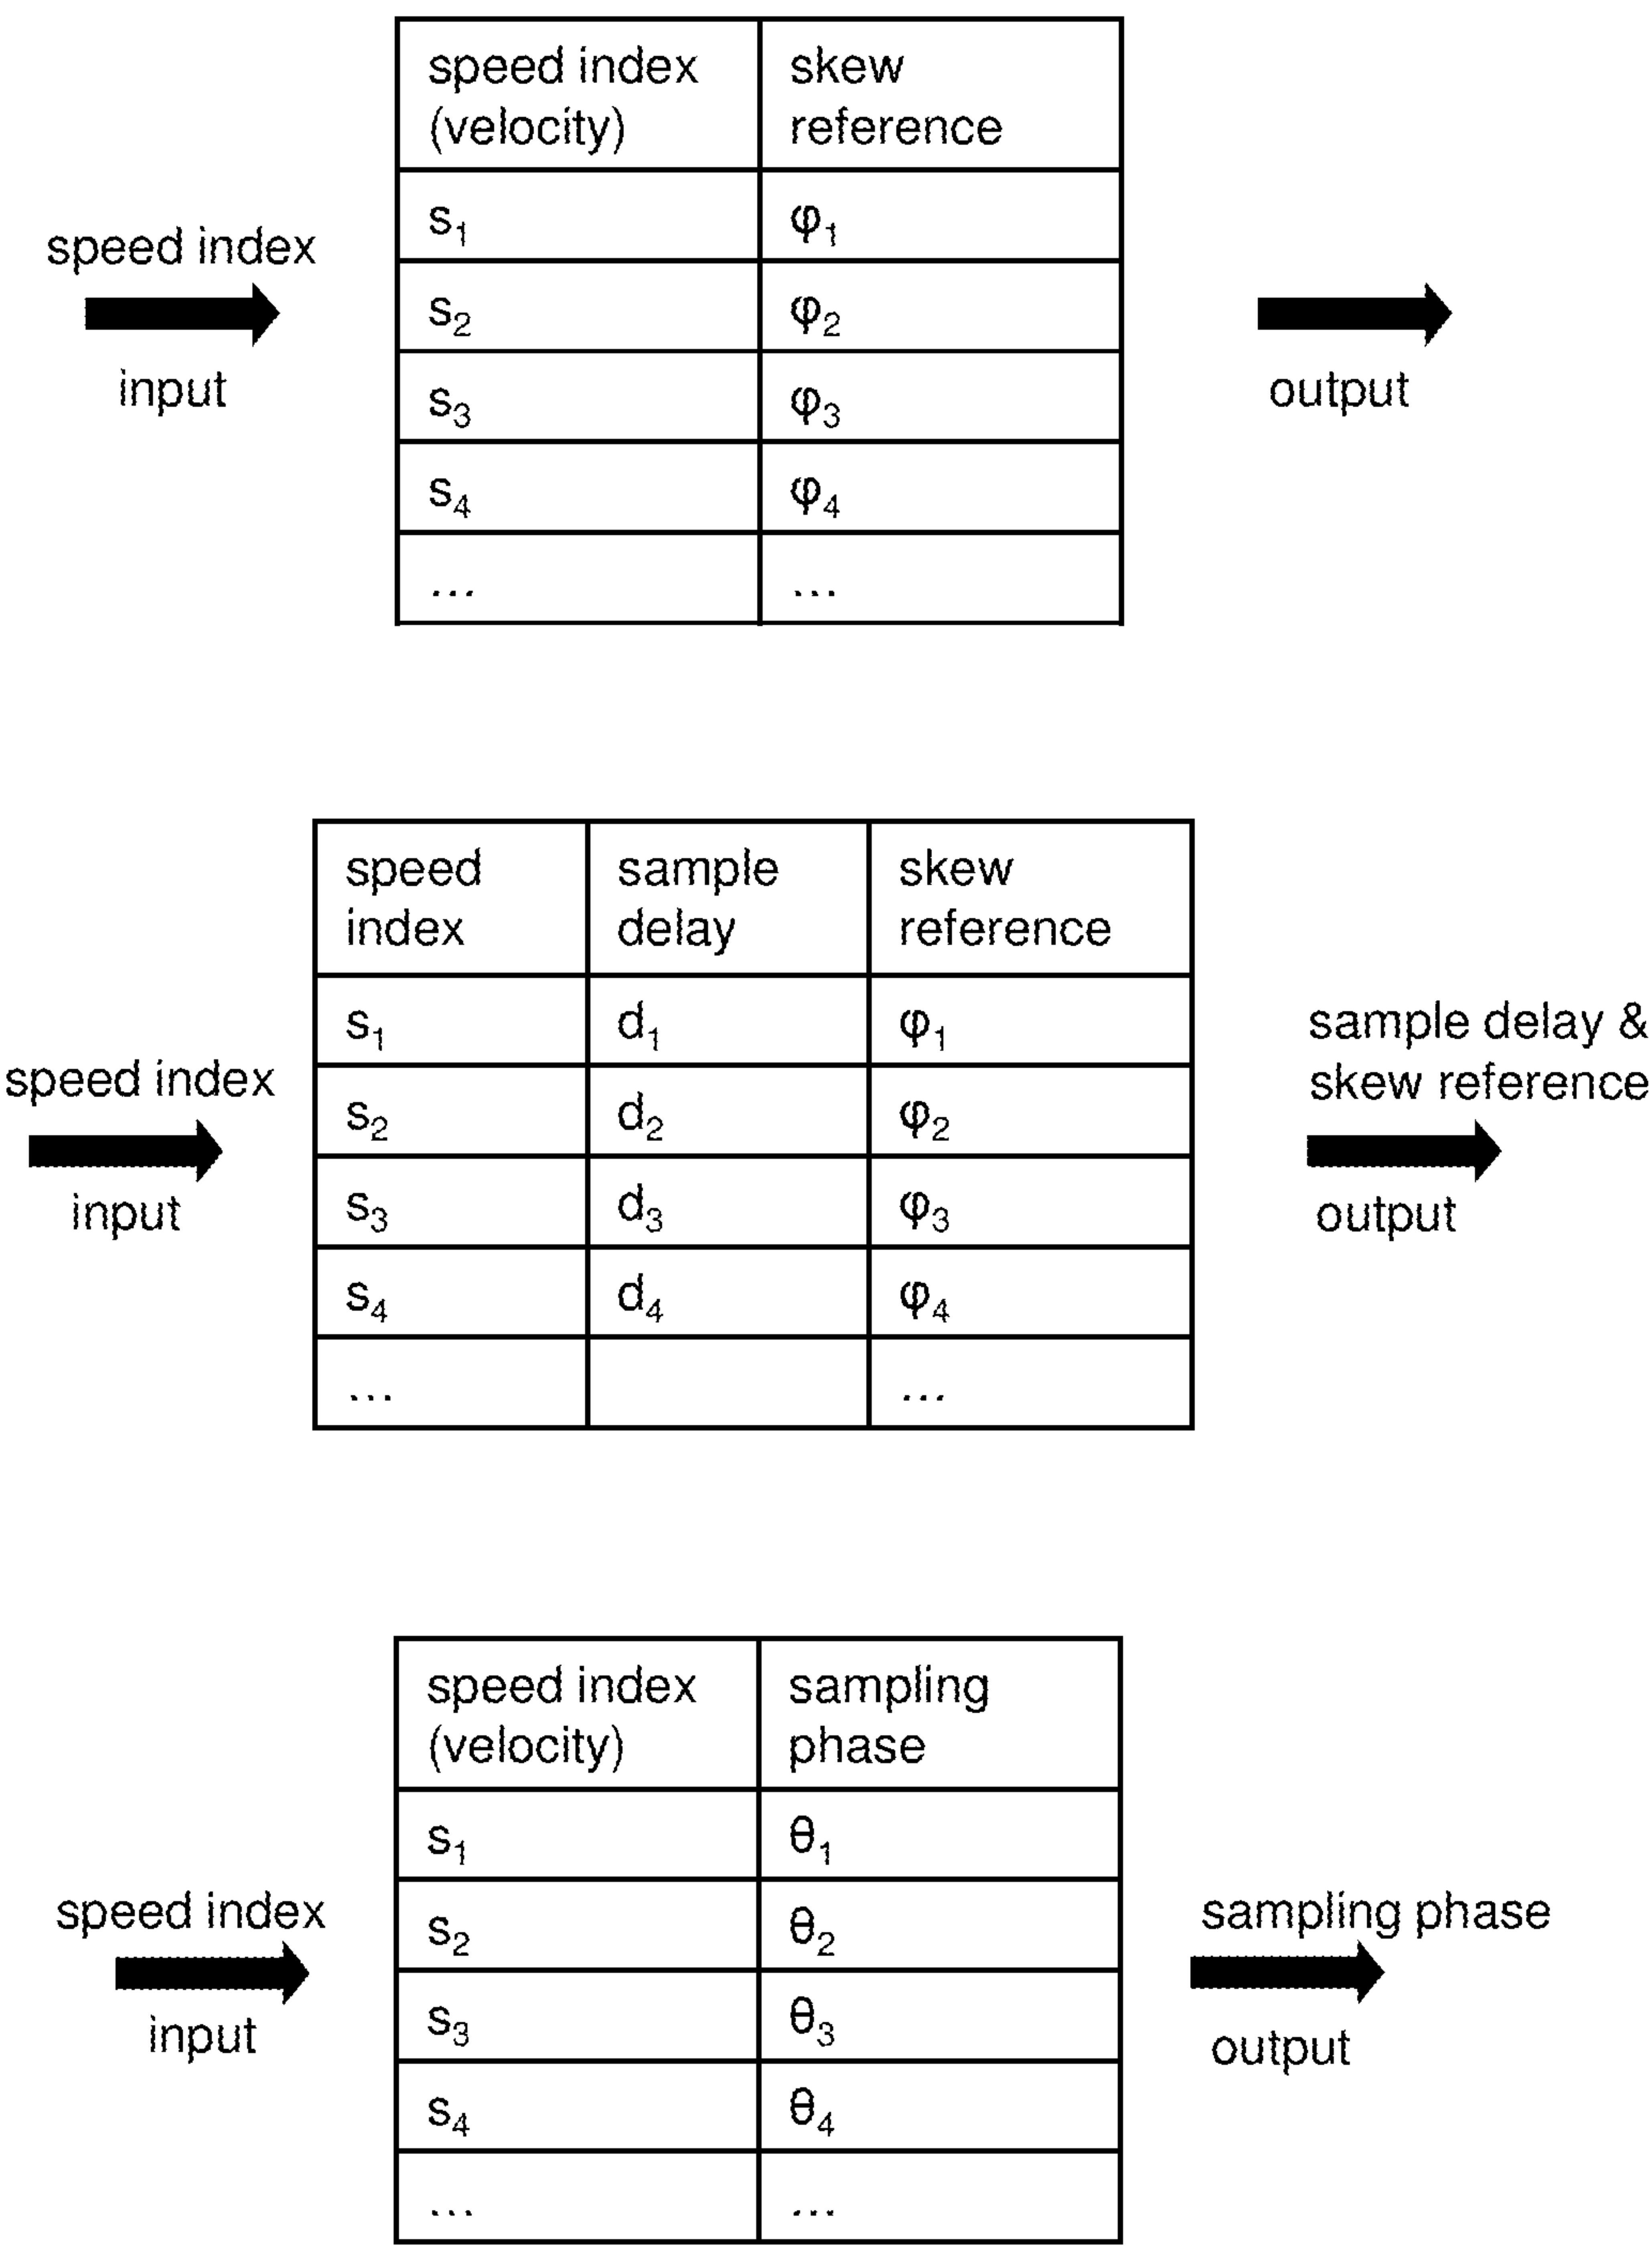 speed index
(velocity)
skew
reference
speed index
input
s1
φ1
s2
φ2
s3
φ3
s4
φ4
...
...
output
speed
index
sample
delay
skew
reference
speed index
input
s1
d1
φ1
s2
d2
φ2
s3
d3
φ3
s4
d4
φ4
...
...
sample delay &
skew reference
output
speed index
(velocity)
sampling
phase
speed index
input
s1
θ1
s2
θ2
s3
θ3
s4
θ4
...
...
sampling phase
output